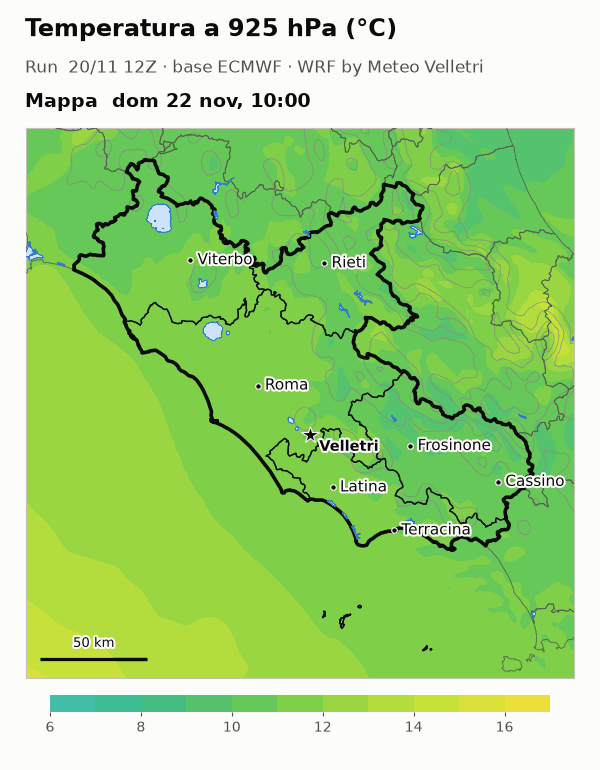 Temperatura a 925 hPa (°C)
Run  20/11 12Z · base ECMWF · WRF by Meteo Velletri
Mappa  dom 22 nov, 10:00
Viterbo
Rieti
Roma
Velletri
Frosinone
Cassino
Latina
Terracina
50 km
6 8 10 12 14 16